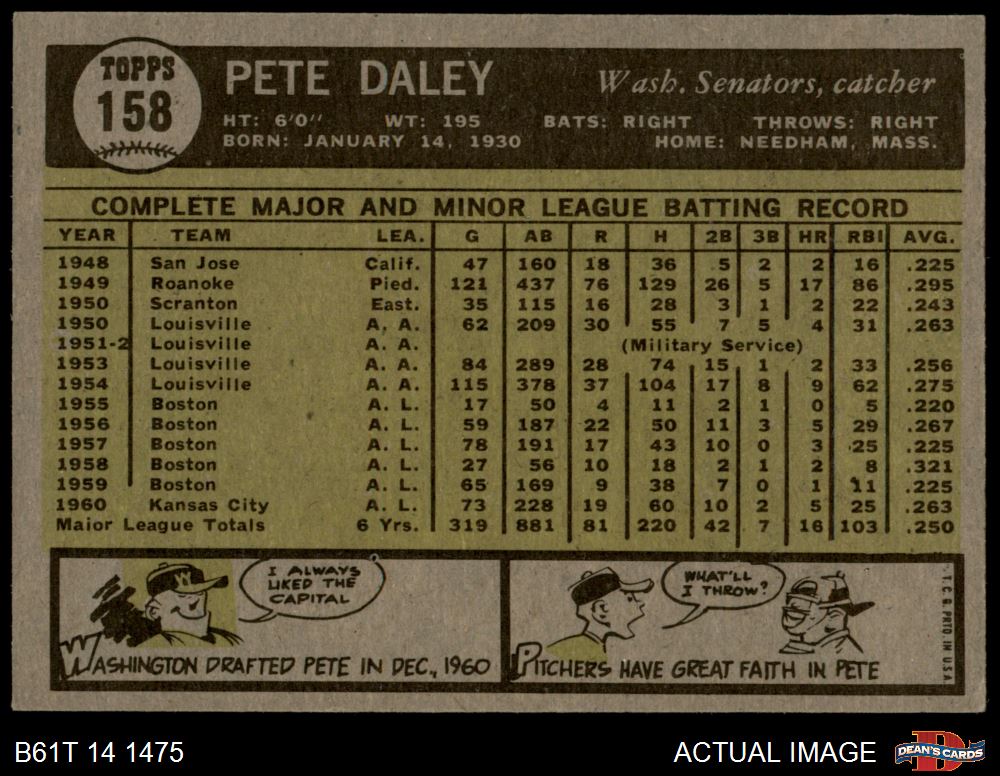 TOPPS
158
PETE DALEY Wash. Senators, catcher
HT: 6'0" WT: 195 BATS: RIGHT THROWS: RIGHT
BORN: JANUARY 14, 1930 HOME: NEEDHAM, MASS.
COMPLETE MAJOR AND MINOR LEAGUE BATTING RECORD
YEAR TEAM LEA. G AB R H 2B 3B HR RBI AVG.
1948 San Jose Calif. 47 160 18 36 5 2 2 16 .225
1949 Roanoke Pied. 121 437 76 129 26 5 17 86 .295
1950 Scranton East. 35 115 16 28 3 1 2 22 .243
1950 Louisville A. A. 62 209 30 55 7 5 4 31 .263
1951-2 Louisville A. A. (Military Service)
1953 Louisville A. A. 84 289 28 74 15 1 2 33 .256
1954 Louisville A. A. 115 378 37 104 17 8 9 62 .275
1955 Boston A. L. 17 50 4 11 2 1 0 5 .220
1956 Boston A. L. 59 187 22 50 11 3 5 29 .267
1957 Boston A. L. 78 191 17 43 10 0 3 25 .225
1958 Boston A. L. 27 56 10 18 2 1 2 8 .321
1959 Boston A. L. 65 169 9 38 7 0 1 11 .225
1960 Kansas City A. L. 73 228 19 60 10 2 5 25 .263
Major League Totals 6 Yrs. 319 881 81 220 42 7 16 103 .250
W
I ALWAYS
LIKED THE
CAPITAL
WASHINGTON DRAFTED PETE IN DEC., 1960
WHAT'LL
I THROW?
PITCHERS HAVE GREAT FAITH IN PETE
T. C. G. PRTD. IN U.S.A.
B61T 14 1475 ACTUAL IMAGE
D
DEAN'S CARDS